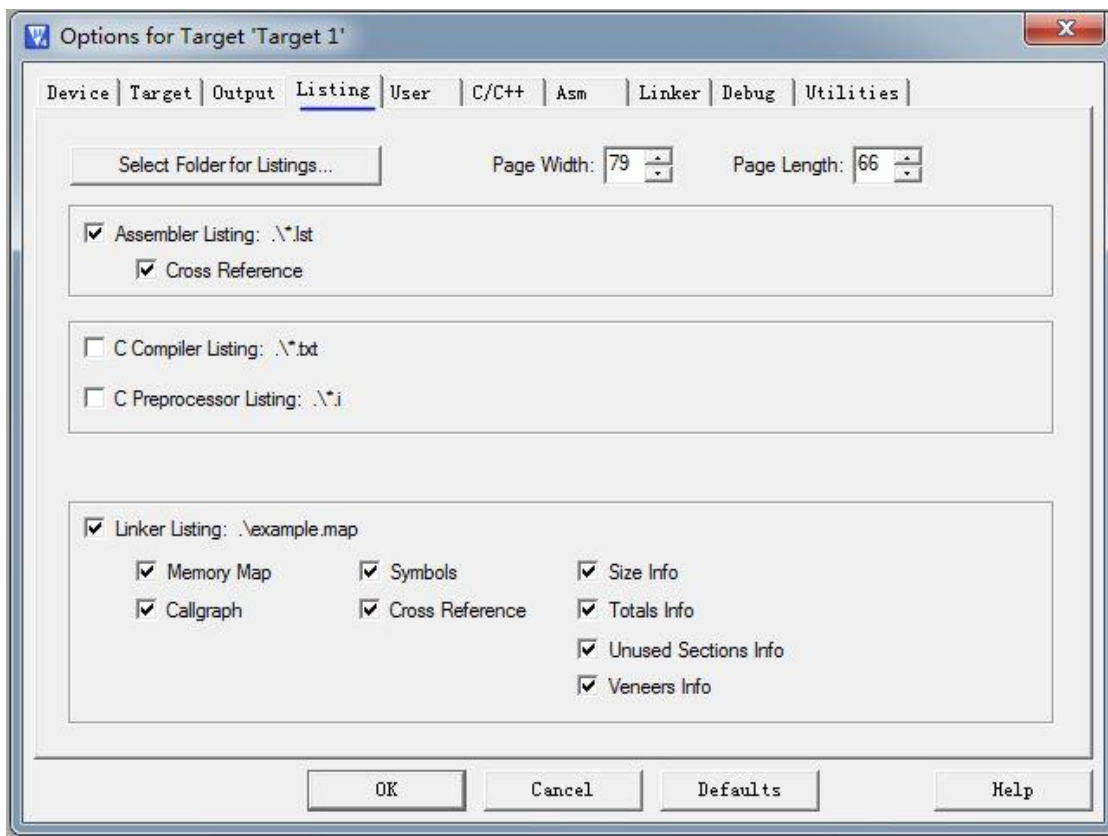 Options for Target 'Target 1'
Device Target Output Listing User C/C++ Asm Linker Debug Utilities
Select Folder for Listings... Page Width: 79 Page Length: 66
Assembler Listing: .\*.lst
Cross Reference
C Compiler Listing: .\*.txt
C Preprocessor Listing: .\*.i
Linker Listing: .\example.map
Memory Map Symbols Size Info
Callgraph Cross Reference Totals Info
Unused Sections Info
Veneers Info
OK Cancel Defaults Help